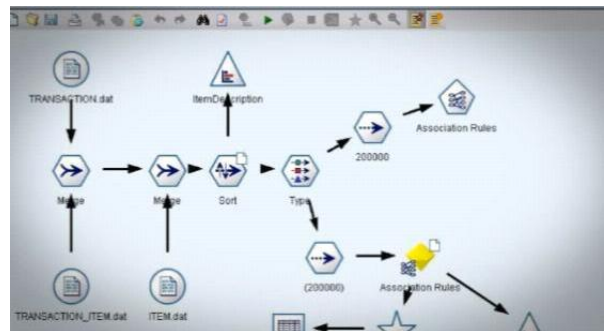 TRANSACTION.dat
ItemDescription
200000
Association Rules
Merge
Merge
Sort
Type
(200000)
Association Rules
TRANSACTION_ITEM.dat
ITEM.dat